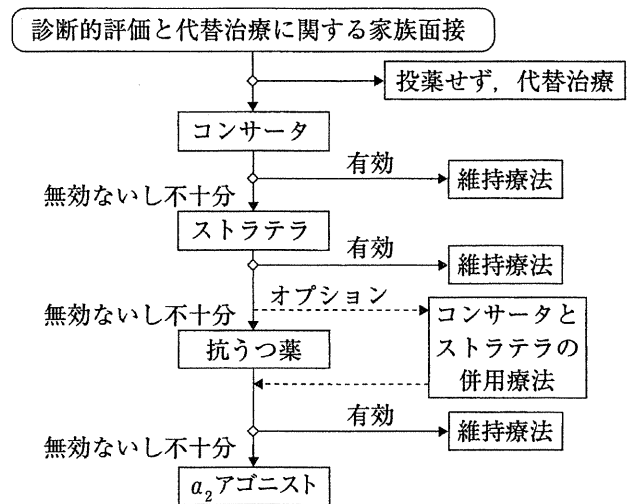 診断的評価と代替治療に関する家族面接
投薬せず，代替治療
コンサータ
有効
維持療法
無効ないし不十分
ストラテラ
有効
維持療法
オプション
無効ないし不十分
コンサータと
ストラテラの
併用療法
抗うつ薬
有効
維持療法
無効ないし不十分
α₂アゴニスト